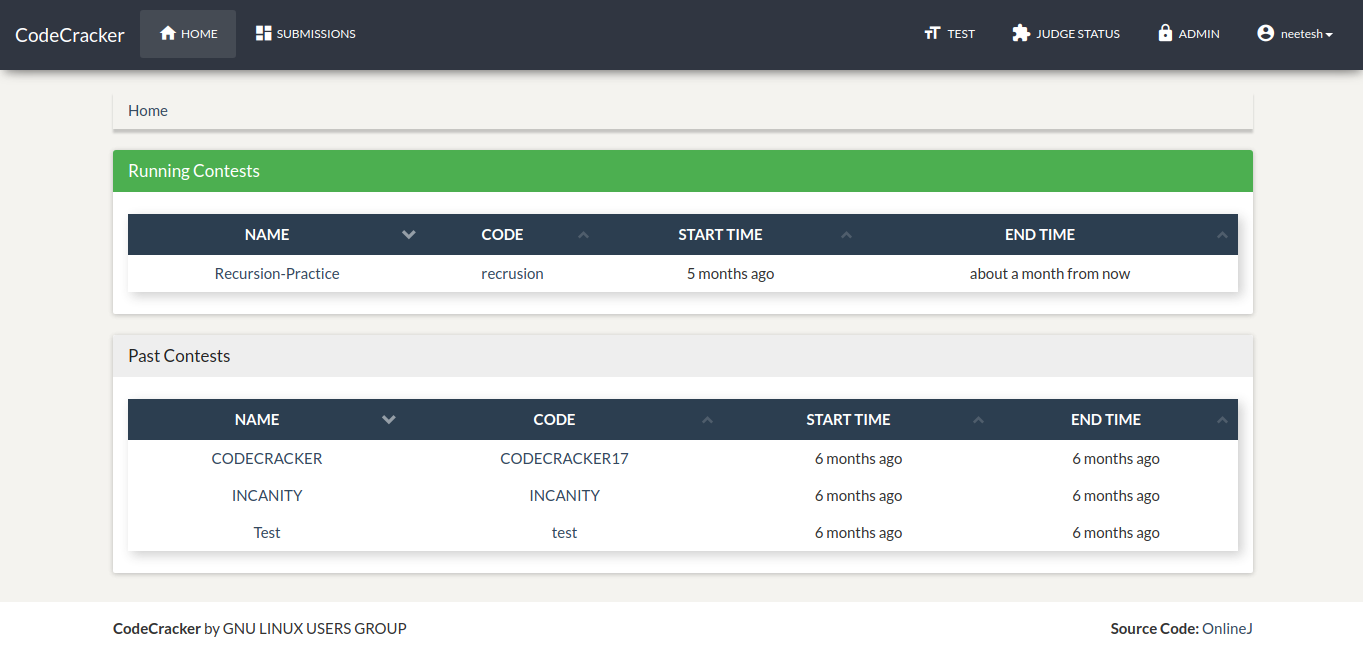 CodeCracker HOME SUBMISSIONS TEST JUDGE STATUS ADMIN neetesh
Home
Running Contests
NAME CODE START TIME END TIME
Recursion-Practice recrusion 5 months ago about a month from now
Past Contests
NAME CODE START TIME END TIME
CODECRACKER CODECRACKER17 6 months ago 6 months ago
INCANITY INCANITY 6 months ago 6 months ago
Test test 6 months ago 6 months ago
CodeCracker by GNU LINUX USERS GROUP Source Code: OnlineJ